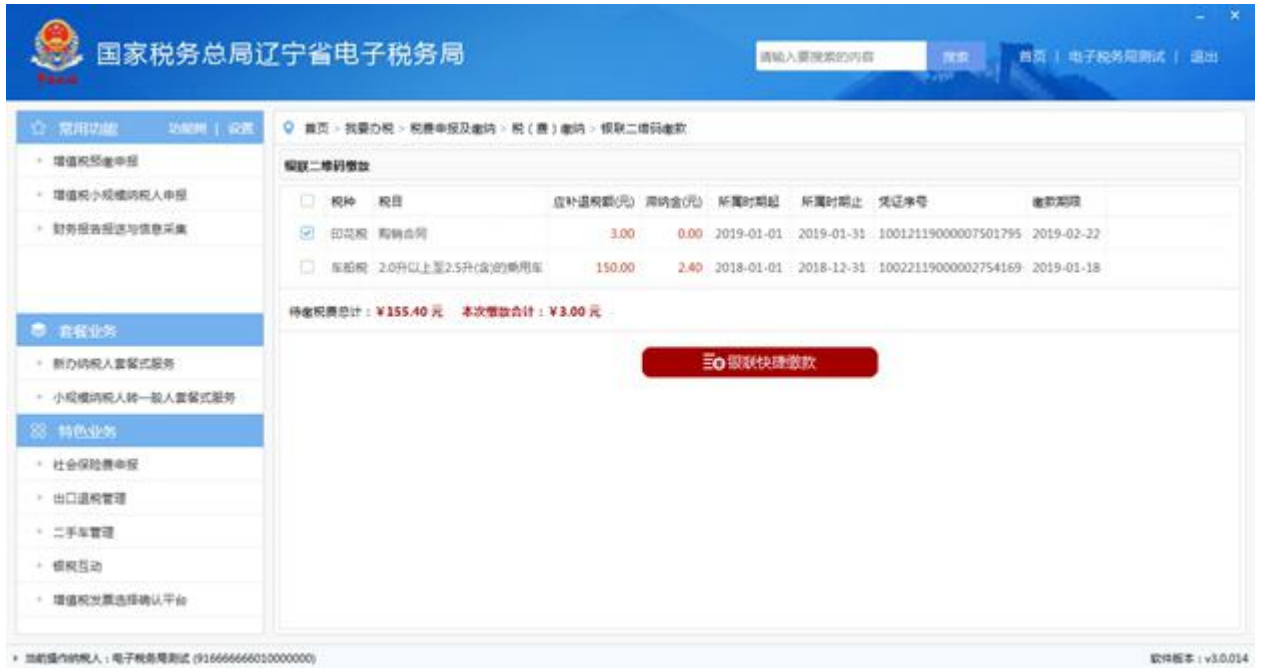 国家税务总局辽宁省电子税务局
请输入要搜索的内容 搜索 首页 | 电子税务局测试 | 退出
常用功能 功能树 | 设置
增值税预缴申报
增值税小规模纳税人申报
财务报告报送与信息采集
套餐业务
新办纳税人套餐式服务
小规模纳税人转一般人套餐式服务
特色业务
社会保险费申报
出口退税管理
二手车管理
银税互动
增值税发票选择确认平台
首页 > 我要办税 > 税费申报及缴纳 > 税（费）缴纳 > 银联二维码缴款
银联二维码缴款
税种 税目 应补退税额(元) 滞纳金(元) 所属时期起 所属时期止 凭证序号 缴款期限
印花税 购销合同 3.00 0.00 2019-01-01 2019-01-31 10012119000007501795 2019-02-22
车船税 2.0升以上至2.5升(含)的乘用车 150.00 2.40 2018-01-01 2018-12-31 10022119000002754169 2019-01-18
待缴税费总计：￥155.40 元 本次缴款合计：￥3.00 元
银联快捷缴款
当前操作纳税人：电子税务局测试 (916666666010000000) 软件版本：v3.0.014